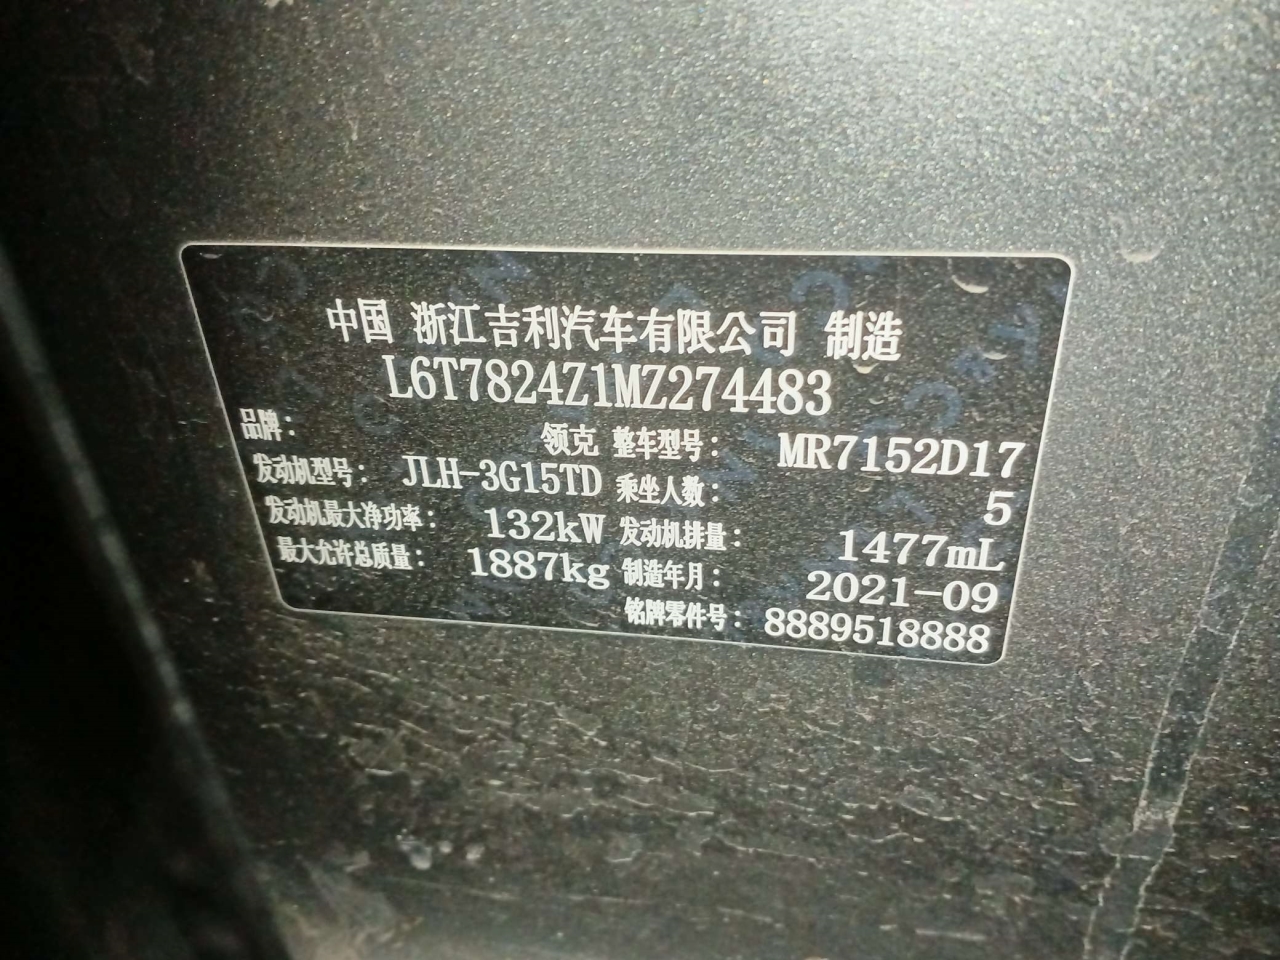 中国 浙江吉利汽车有限公司 制造
L6T7824Z1MZ274483
品牌： 领克 整车型号： MR7152D17
发动机型号： JLH-3G15TD 乘坐人数： 5
发动机最大净功率： 132kW 发动机排量： 1477mL
最大允许总质量： 1887kg 制造年月： 2021-09
铭牌零件号： 8889518888